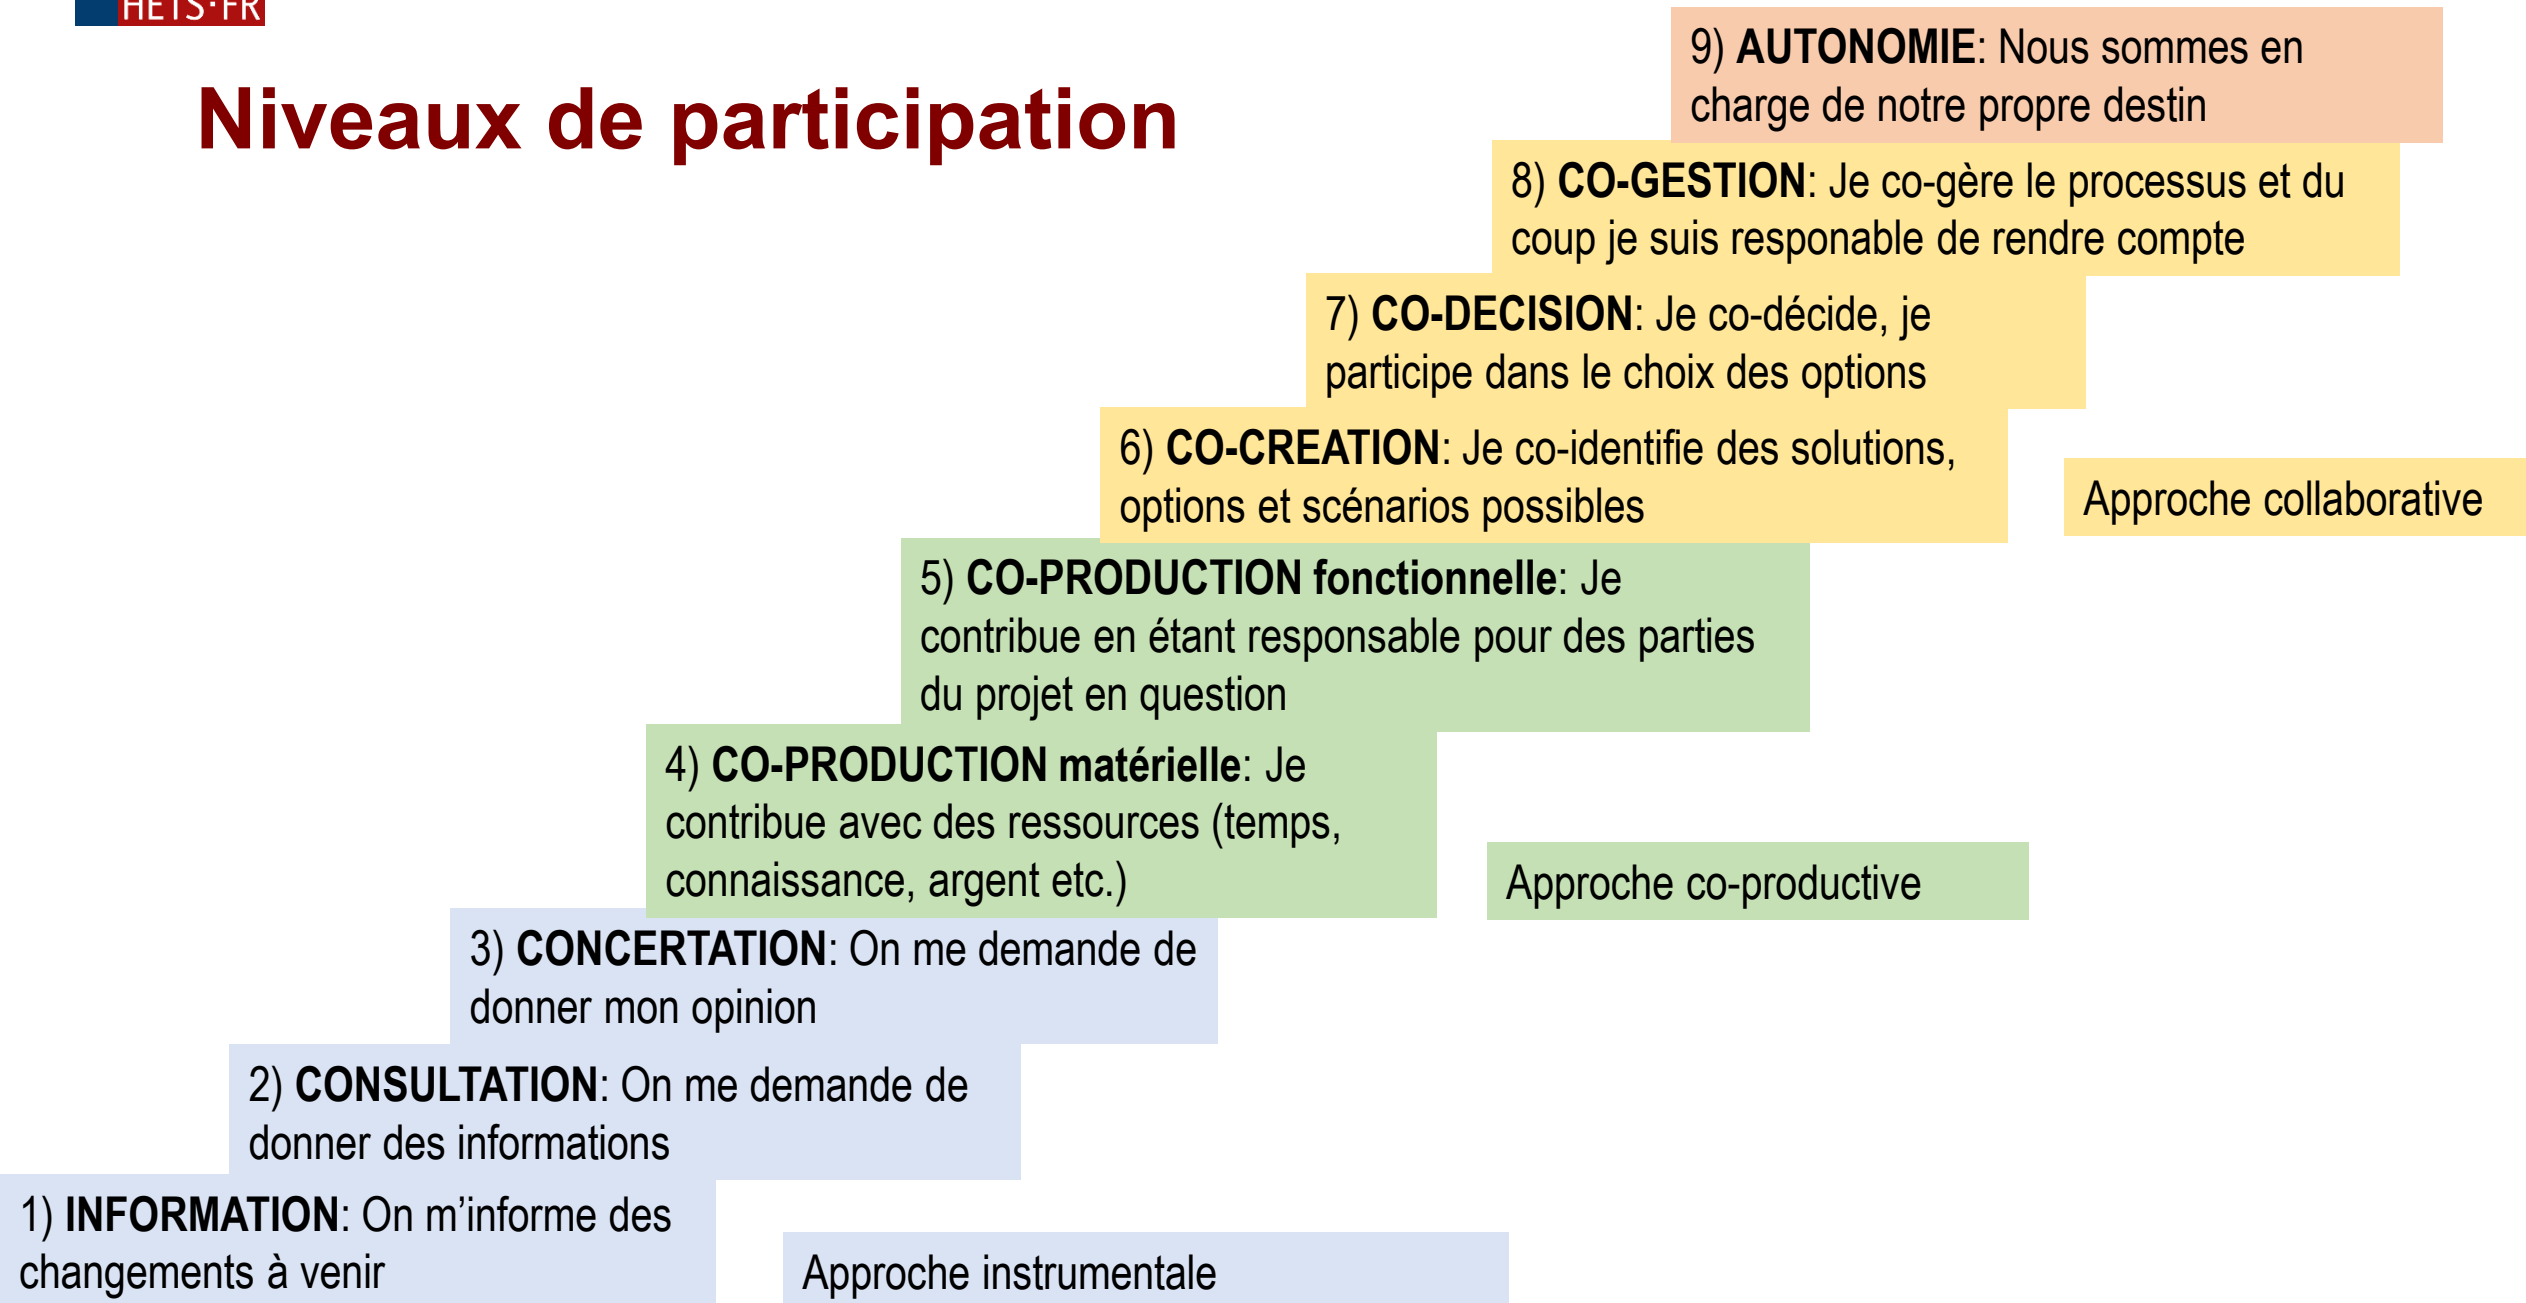 HETS·FR
Niveaux de participation
9) AUTONOMIE: Nous sommes en
charge de notre propre destin
8) CO-GESTION: Je co-gère le processus et du
coup je suis responable de rendre compte
7) CO-DECISION: Je co-décide, je
participe dans le choix des options
6) CO-CREATION: Je co-identifie des solutions,
options et scénarios possibles
Approche collaborative
5) CO-PRODUCTION fonctionnelle: Je
contribue en étant responsable pour des parties
du projet en question
4) CO-PRODUCTION matérielle: Je
contribue avec des ressources (temps,
connaissance, argent etc.)
Approche co-productive
3) CONCERTATION: On me demande de
donner mon opinion
2) CONSULTATION: On me demande de
donner des informations
1) INFORMATION: On m’informe des
changements à venir
Approche instrumentale